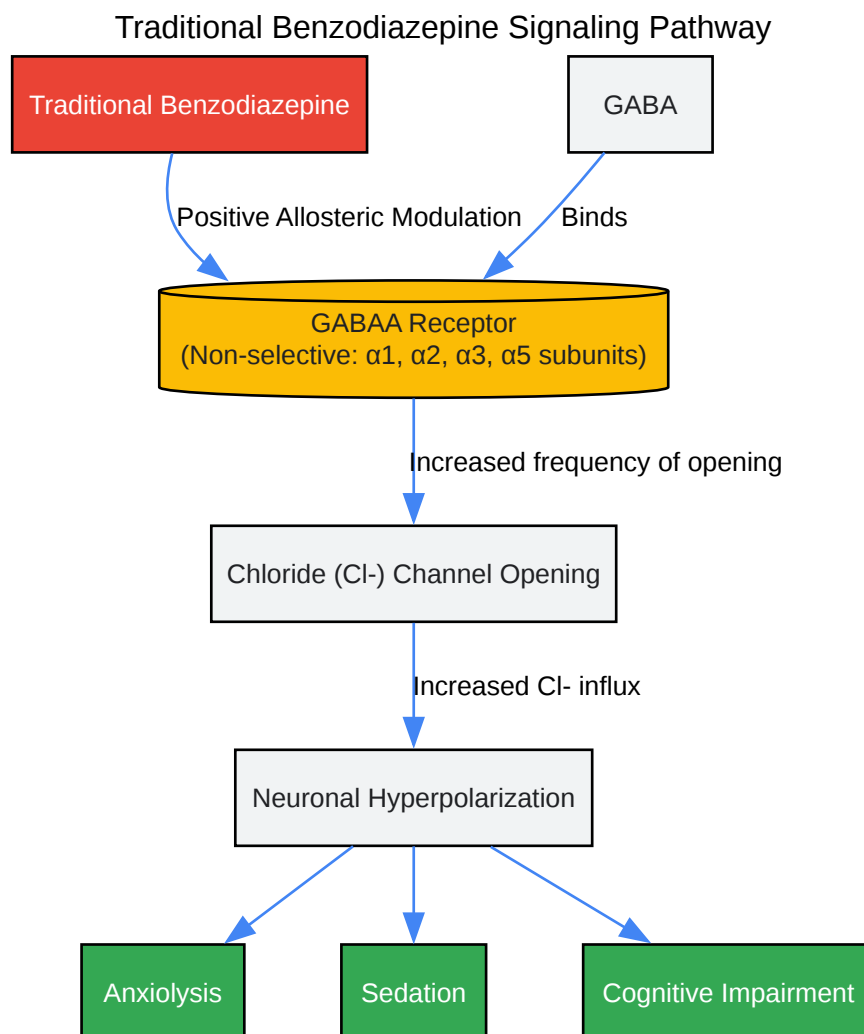 Traditional Benzodiazepine Signaling Pathway
Traditional Benzodiazepine
GABA
Positive Allosteric Modulation
Binds
GABAA Receptor
(Non-selective: α1, α2, α3, α5 subunits)
Increased frequency of opening
Chloride (Cl-) Channel Opening
Increased Cl- influx
Neuronal Hyperpolarization
Anxiolysis
Sedation
Cognitive Impairment